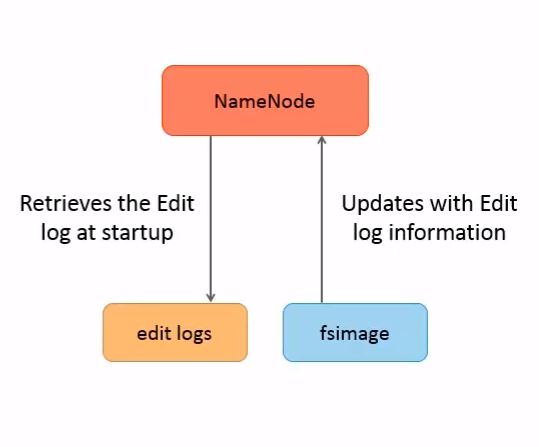 NameNode
Retrieves the Edit
log at startup
Updates with Edit
log information
edit logs
fsimage